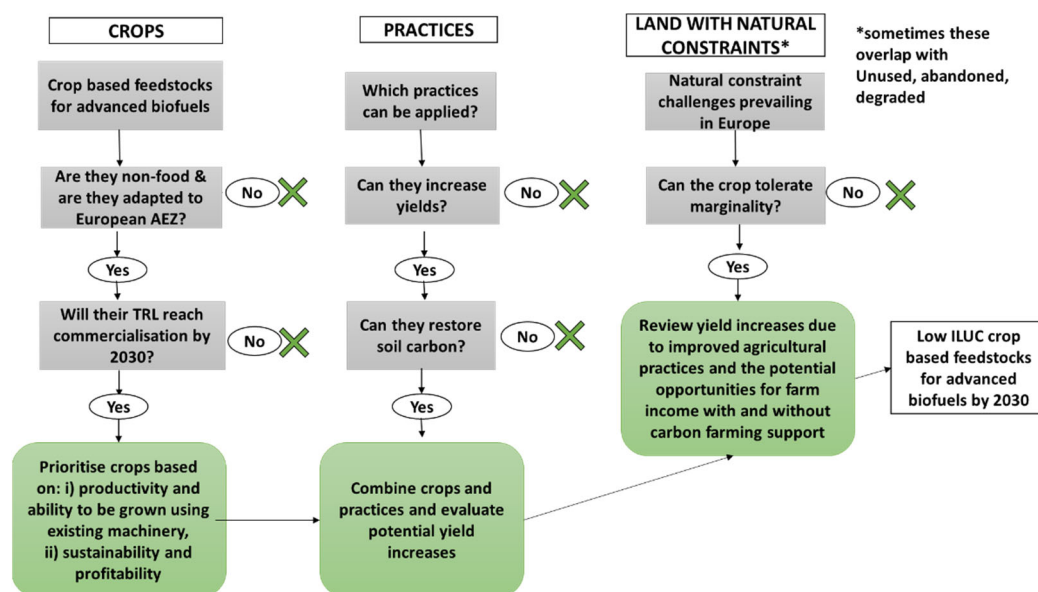 CROPS
Crop based feedstocks
for advanced biofuels
Are they non-food &
are they adapted to
European AEZ?
No
Yes
Will their TRL reach
commercialisation by
2030?
No
Yes
Prioritise crops based
on: i) productivity and
ability to be grown using
existing machinery,
ii) sustainability and
profitability
PRACTICES
Which practices
can be applied?
Can they increase
yields?
No
Yes
Can they restore
soil carbon?
No
Yes
Combine crops and
practices and evaluate
potential yield
increases
LAND WITH NATURAL
CONSTRAINTS*
Natural constraint
challenges prevailing
in Europe
Can the crop tolerate
marginality?
No
Yes
Review yield increases due
to improved agricultural
practices and the potential
opportunities for farm
income with and without
carbon farming support
*sometimes these
overlap with
Unused, abandoned,
degraded
Low ILUC crop
based feedstocks
for advanced
biofuels by 2030